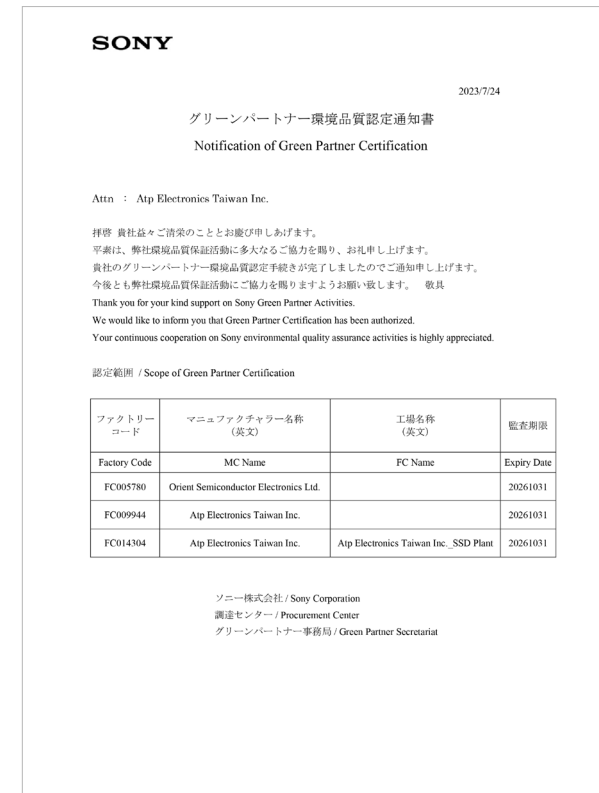 SONY
2023/7/24
グリーンパートナー環境品質認定通知書
Notification of Green Partner Certification
Attn ： Atp Electronics Taiwan Inc.
拝啓 貴社益々ご清栄のこととお慶び申しあげます。
平素は、弊社環境品質保証活動に多大なるご協力を賜り、お礼申し上げます。
貴社のグリーンパートナー環境品質認定手続きが完了しましたのでご通知申し上げます。
今後とも弊社環境品質保証活動にご協力を賜りますようお願い致します。 敬具
Thank you for your kind support on Sony Green Partner Activities.
We would like to inform you that Green Partner Certification has been authorized.
Your continuous cooperation on Sony environmental quality assurance activities is highly appreciated.
認定範囲 / Scope of Green Partner Certification
ファクトリーコード マニュファクチャラー名称（英文） 工場名称（英文） 監査期限
Factory Code MC Name FC Name Expiry Date
FC005780 Orient Semiconductor Electronics Ltd. 20261031
FC009944 Atp Electronics Taiwan Inc. 20261031
FC014304 Atp Electronics Taiwan Inc. Atp Electronics Taiwan Inc._SSD Plant 20261031
ソニー株式会社 / Sony Corporation
調達センター / Procurement Center
グリーンパートナー事務局 / Green Partner Secretariat